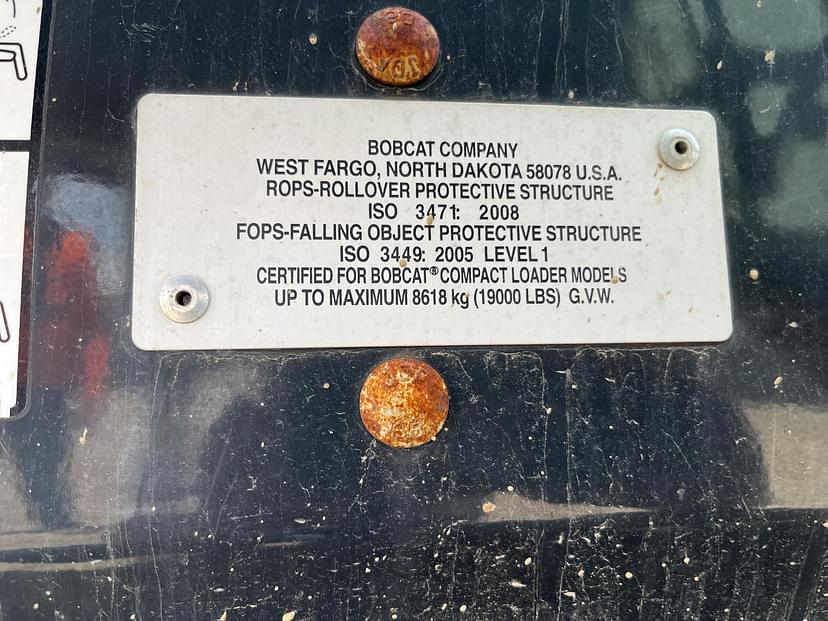 BOBCAT COMPANY
WEST FARGO, NORTH DAKOTA 58078 U.S.A.
ROPS-ROLLOVER PROTECTIVE STRUCTURE
ISO 3471: 2008
FOPS-FALLING OBJECT PROTECTIVE STRUCTURE
ISO 3449: 2005 LEVEL 1
CERTIFIED FOR BOBCAT® COMPACT LOADER MODELS
UP TO MAXIMUM 8618 kg (19000 LBS) G.V.W.